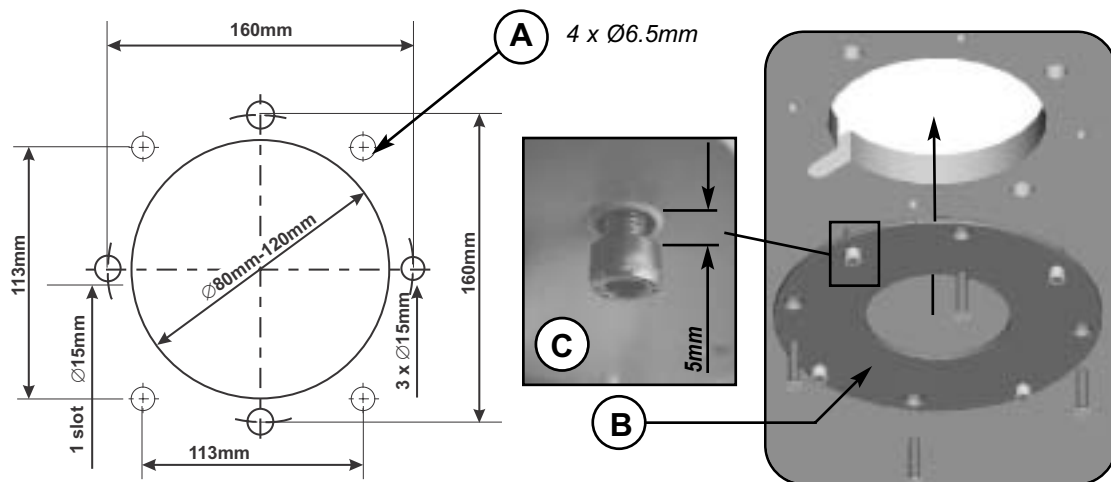 160mm
A
4 x Ø6.5mm
113mm
Ø80mm-120mm
160mm
Ø15mm
1 slot
3 x Ø15mm
113mm
C
5mm
B